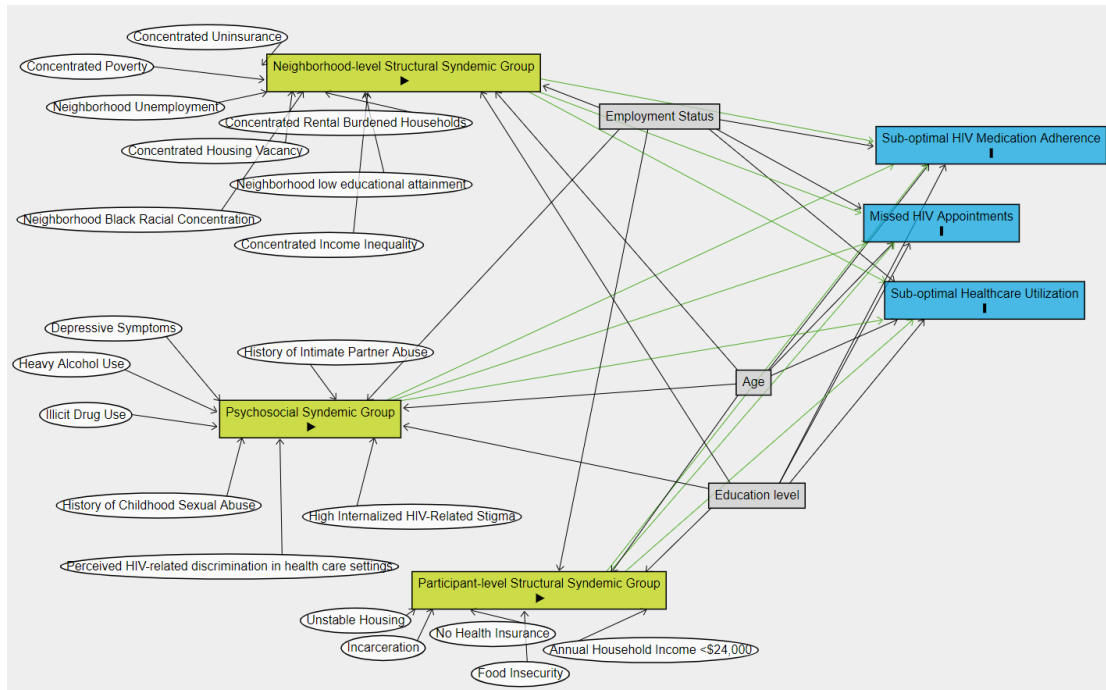 Concentrated Uninsurance
Concentrated Poverty
Neighborhood-level Structural Syndemic Group
Neighborhood Unemployment
Concentrated Rental Burdened Households
Employment Status
Sub-optimal HIV Medication Adherence
Concentrated Housing Vacancy
Neighborhood low educational attainment
Neighborhood Black Racial Concentration
Missed HIV Appointments
Concentrated Income Inequality
Sub-optimal Healthcare Utilization
Depressive Symptoms
History of Intimate Partner Abuse
Heavy Alcohol Use
Age
Illicit Drug Use
Psychosocial Syndemic Group
Education level
History of Childhood Sexual Abuse
High Internalized HIV-Related Stigma
Perceived HIV-related discrimination in health care settings
Participant-level Structural Syndemic Group
Unstable Housing
No Health Insurance
Incarceration
Annual Household Income <$24,000
Food Insecurity